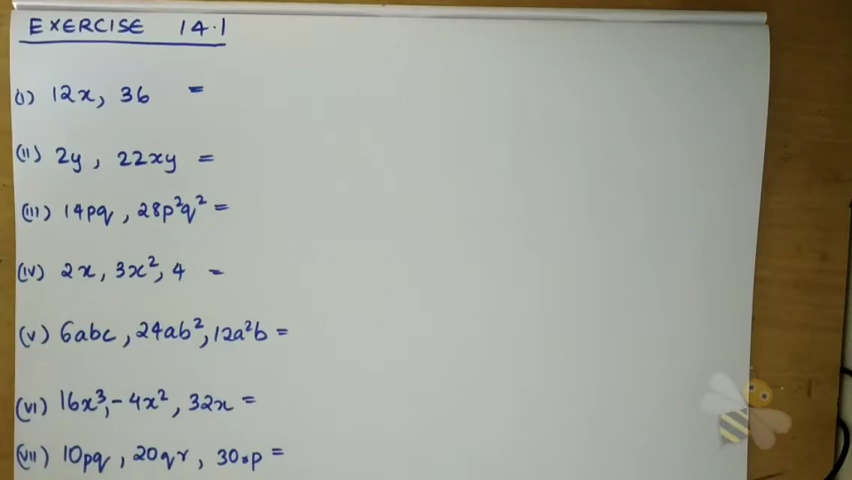 EXERCISE 14.1
(i) 12x, 36 =
(ii) 2y, 22xy =
(iii) 14pq, 28p²q² =
(iv) 2x, 3x², 4 =
(v) 6abc, 24ab², 12a²b =
(vi) 16x³, -4x², 32x =
(vii) 10pq, 20qr, 30rp =